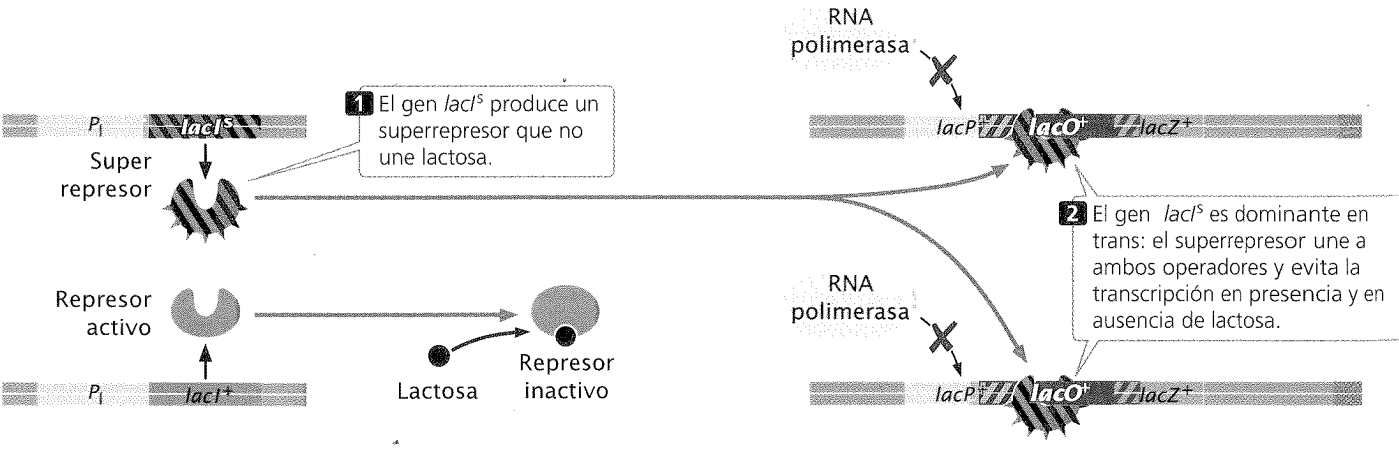 P_I
lacI^s
Super
represor
1 El gen lacI^s produce un
superrepresor que no
une lactosa.
Represor
activo
Lactosa
Represor
inactivo
P_I
lacI^+
RNA
polimerasa
lacP^+
lacO^+
lacZ^+
2 El gen lacI^s es dominante en
trans: el superrepresor une a
ambos operadores y evita la
transcripción en presencia y en
ausencia de lactosa.
RNA
polimerasa
lacP^+
lacO^+
lacZ^+